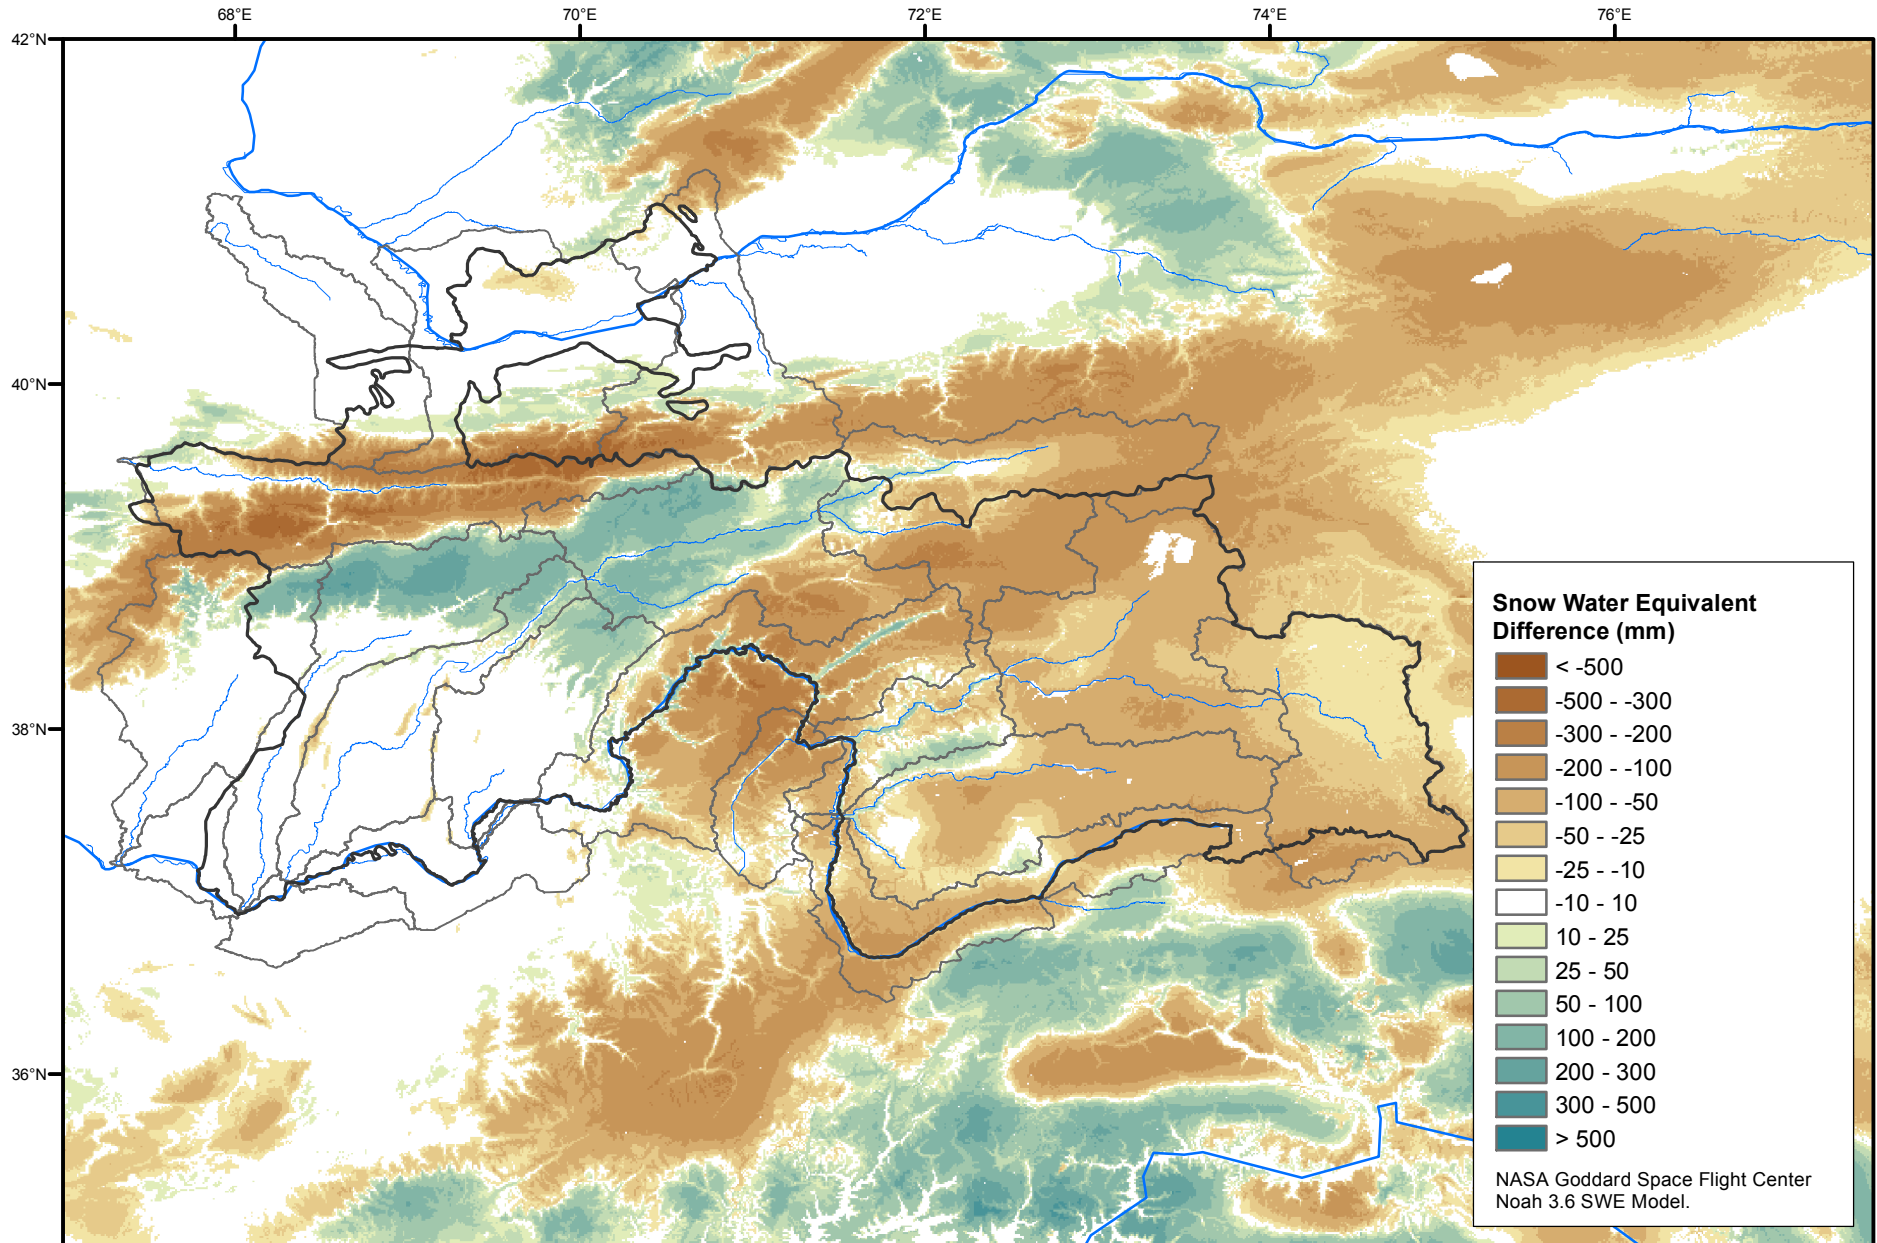 68°E 70°E 72°E 74°E 76°E
42°N
40°N
38°N
36°N
Snow Water Equivalent
Difference (mm)
< -500
-500 - -300
-300 - -200
-200 - -100
-100 - -50
-50 - -25
-25 - -10
-10 - 10
10 - 25
25 - 50
50 - 100
100 - 200
200 - 300
300 - 500
> 500
NASA Goddard Space Flight Center
Noah 3.6 SWE Model.